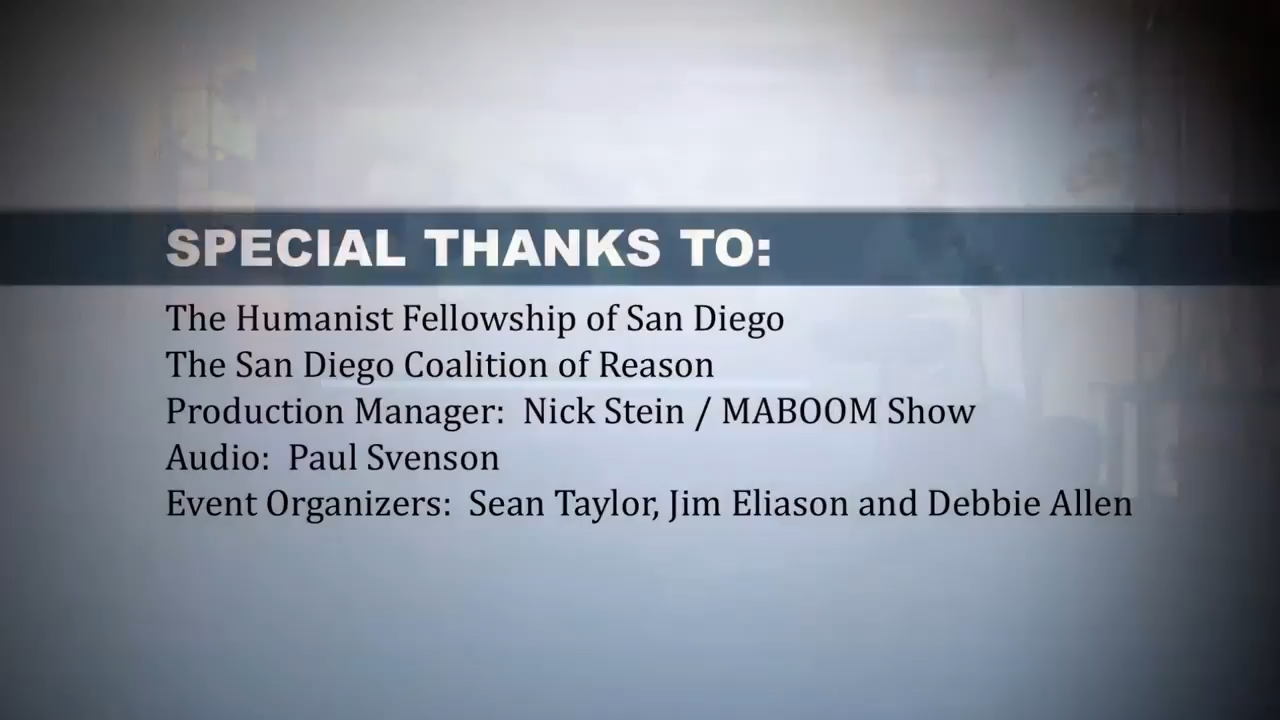 SPECIAL THANKS TO:
The Humanist Fellowship of San Diego
The San Diego Coalition of Reason
Production Manager:  Nick Stein / MABOOM Show
Audio:  Paul Svenson
Event Organizers:  Sean Taylor, Jim Eliason and Debbie Allen